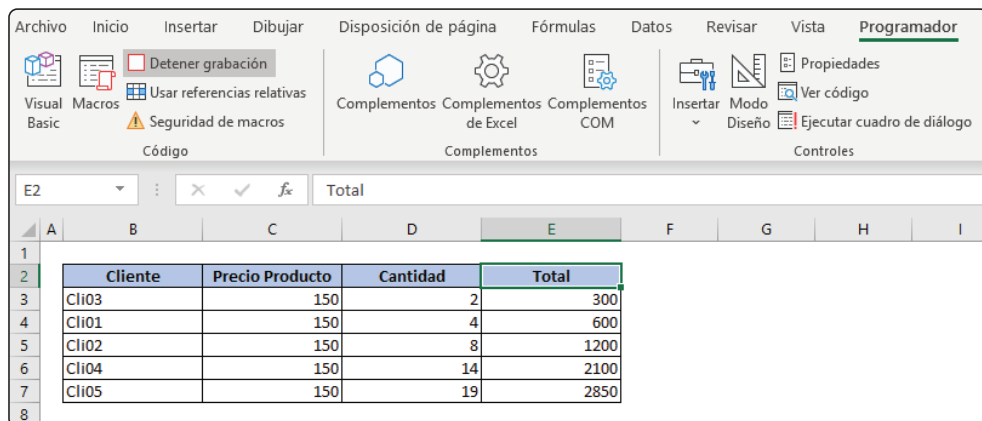 Archivo Inicio Insertar Dibujar Disposición de página Fórmulas Datos Revisar Vista Programador
Visual Basic
Macros
Detener grabación
Usar referencias relativas
Seguridad de macros
Código
Complementos
Complementos de Excel
Complementos COM
Complementos
Insertar
Modo Diseño
Propiedades
Ver código
Ejecutar cuadro de diálogo
Controles
E2 fx Total
A B C D E F G H I
1
2 Cliente Precio Producto Cantidad Total
3 Cli03 150 2 300
4 Cli01 150 4 600
5 Cli02 150 8 1200
6 Cli04 150 14 2100
7 Cli05 150 19 2850
8